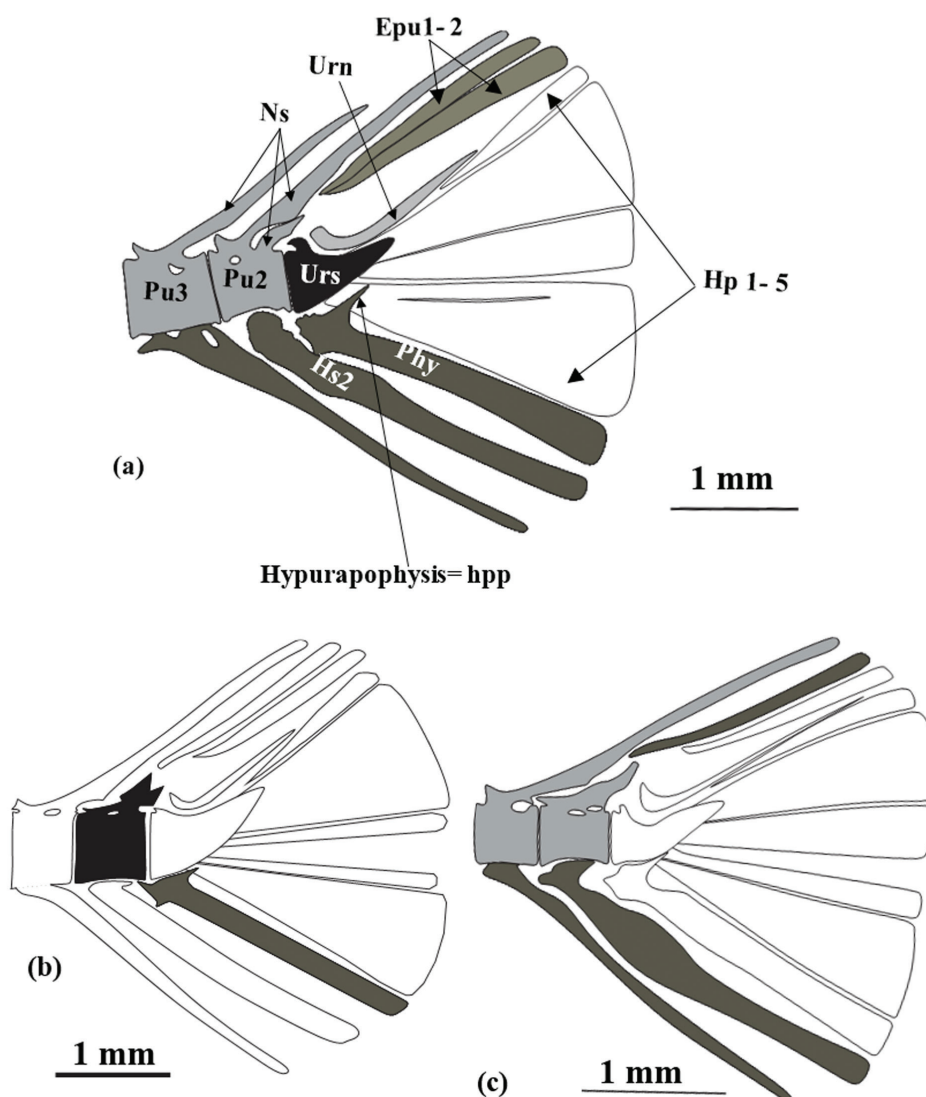 Epu1- 2
Urn
Ns
Urs
Pu2
Pu3
Hp 1- 5
Phy
Hs2
(a)
1 mm
Hypurapophysis= hpp
(b)
1 mm
(c)
1 mm